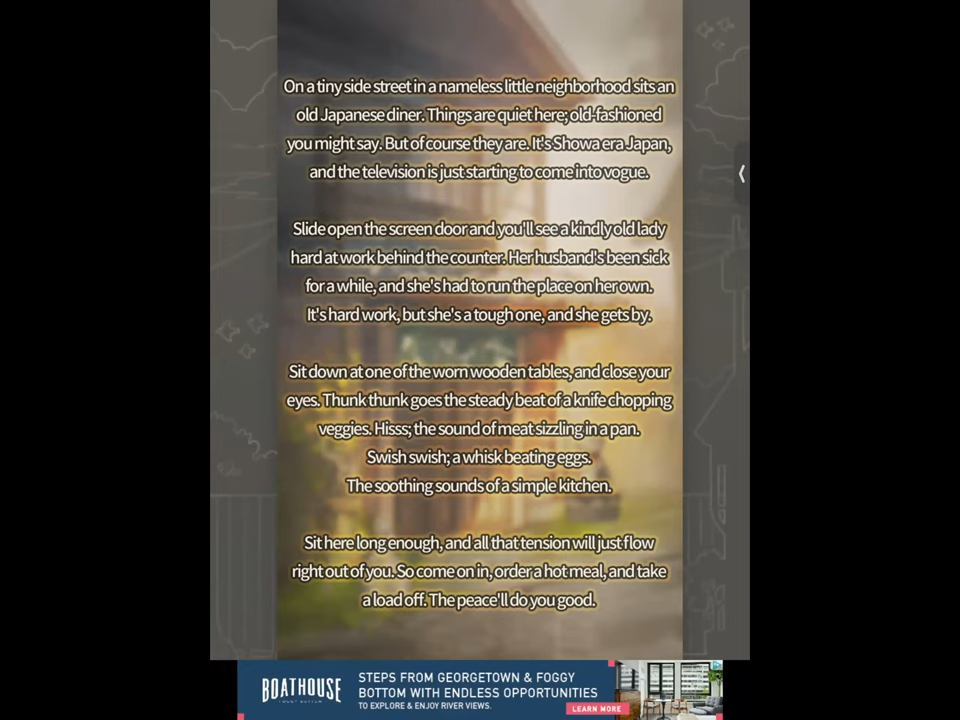 On a tiny side street in a nameless little neighborhood sits an
old Japanese diner. Things are quiet here; old-fashioned
you might say. But of course they are. It's Showa era Japan,
and the television is just starting to come into vogue.
Slide open the screen door and you'll see a kindly old lady
hard at work behind the counter. Her husband's been sick
for a while, and she's had to run the place on her own.
It's hard work, but she's a tough one, and she gets by.
Sit down at one of the worn wooden tables, and close your
eyes. Thunk thunk goes the steady beat of a knife chopping
veggies. Hisss; the sound of meat sizzling in a pan.
Swish swish; a whisk beating eggs.
The soothing sounds of a simple kitchen.
Sit here long enough, and all that tension will just flow
right out of you. So come on in, order a hot meal, and take
a load off. The peace'll do you good.
BOATHOUSE
STEPS FROM GEORGETOWN & FOGGY
BOTTOM WITH ENDLESS OPPORTUNITIES
TO EXPLORE & ENJOY RIVER VIEWS.
LEARN MORE